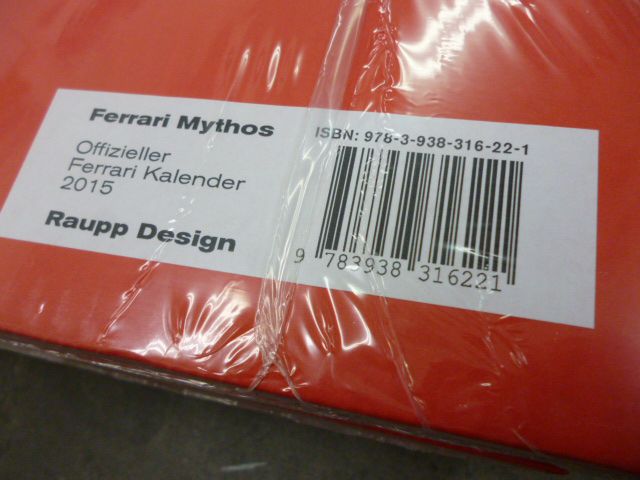 Ferrari Mythos
Offizieller
Ferrari Kalender
2015
Raupp Design
ISBN: 978-3-938-316-22-1
9 783938 316221